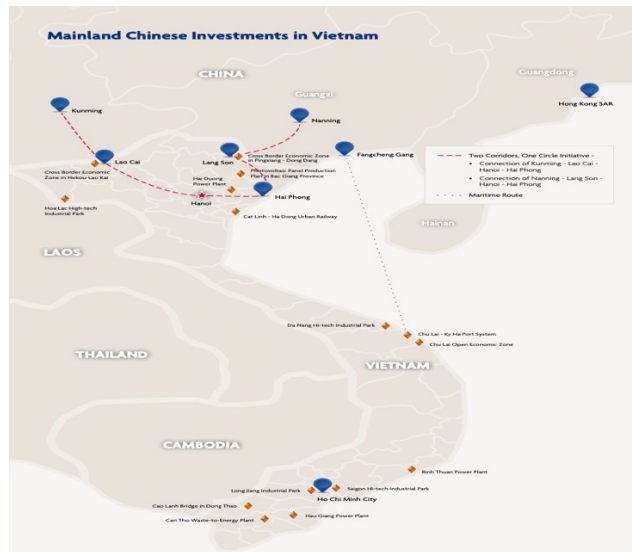 Mainland Chinese Investments in Vietnam
CHINA
Guangxi
Guangdong
Kunming
Nanning
Hong Kong SAR
Lao Cai
Lang Son
Fangcheng Gang
Cross Border Economic Zone
in Pingxiang - Dong Dang
Cross Border Economic
Zone in Hekou-Lao Kai
Photovoltaic Panel Production
Plan in Bac Giang Province
Hai Duong
Power Plant
Hai Phong
Hanoi
Hoa Lac High-tech
Industrial Park
Cat Linh - Ha Dong Urban Railway
Two Corridors, One Circle Initiative -
• Connection of Kunming - Lao Cai -
Hanoi - Hai Phong
• Connection of Nanning - Lang Son -
Hanoi - Hai Phong
Maritime Route
Hainan
LAOS
Da Nang Hi-tech Industrial Park
Chu Lai - Ky Ha Port System
Chu Lai Open Economic Zone
THAILAND
VIETNAM
CAMBODIA
Binh Thuan Power Plant
Long Jiang Industrial Park
Saigon Hi-tech Industrial Park
Ho Chi Minh City
Cao Lanh Bridge in Dong Thao
Hau Giang Power Plant
Can Tho Waste-to-Energy Plant